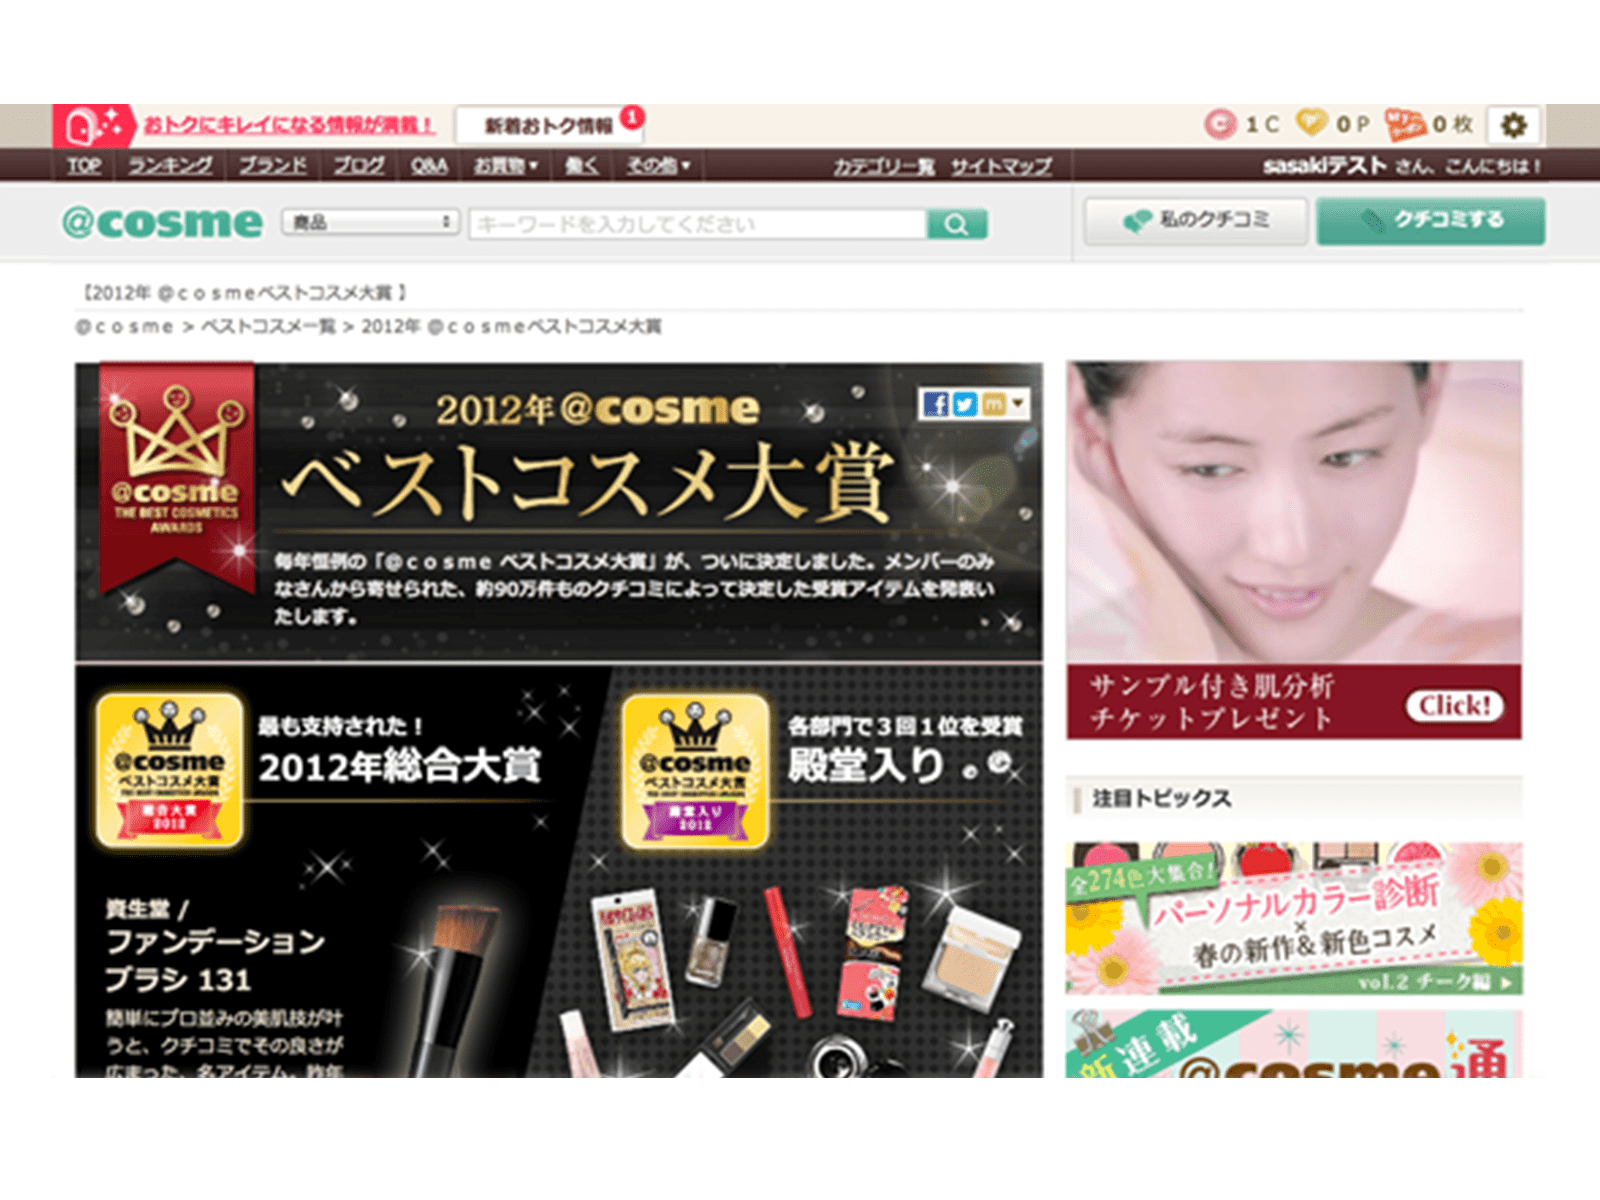 おトクにキレイになる情報が満載！
新着おトク情報
1
1 C
0 P
0 枚
TOP ランキング ブランド ブログ Q&A お買物▼ 働く その他▼ カテゴリ一覧 サイトマップ
sasakiテスト さん、こんにちは！
@cosme
商品
キーワードを入力してください
私のクチコミ
クチコミする
【2012年 @ｃｏｓｍｅベストコスメ大賞 】
@ｃｏｓｍｅ > ベストコスメ一覧 > 2012年 @ｃｏｓｍｅベストコスメ大賞
@cosme
THE BEST COSMETICS
AWARDS
2012年 @cosme
ベストコスメ大賞
毎年恒例の「@ｃｏｓｍｅ ベストコスメ大賞」が、ついに決定しました。メンバーのみ
なさんから寄せられた、約90万件ものクチコミによって決定した受賞アイテムを発表い
たします。
@cosme
ベストコスメ大賞
総合大賞
2012
最も支持された！
2012年総合大賞
@cosme
ベストコスメ大賞
殿堂入り
2012
各部門で３回１位を受賞
殿堂入り
資生堂 /
ファンデーション
ブラシ 131
簡単にプロ並みの美肌技が叶
うと、クチコミでその良さが
広まった、名アイテム。昨年
サンプル付き肌分析
チケットプレゼント
Click!
注目トピックス
全274色大集合！
パーソナルカラー診断
×
春の新作&新色コスメ
vol.2 チーク編
新連載
@cosme通